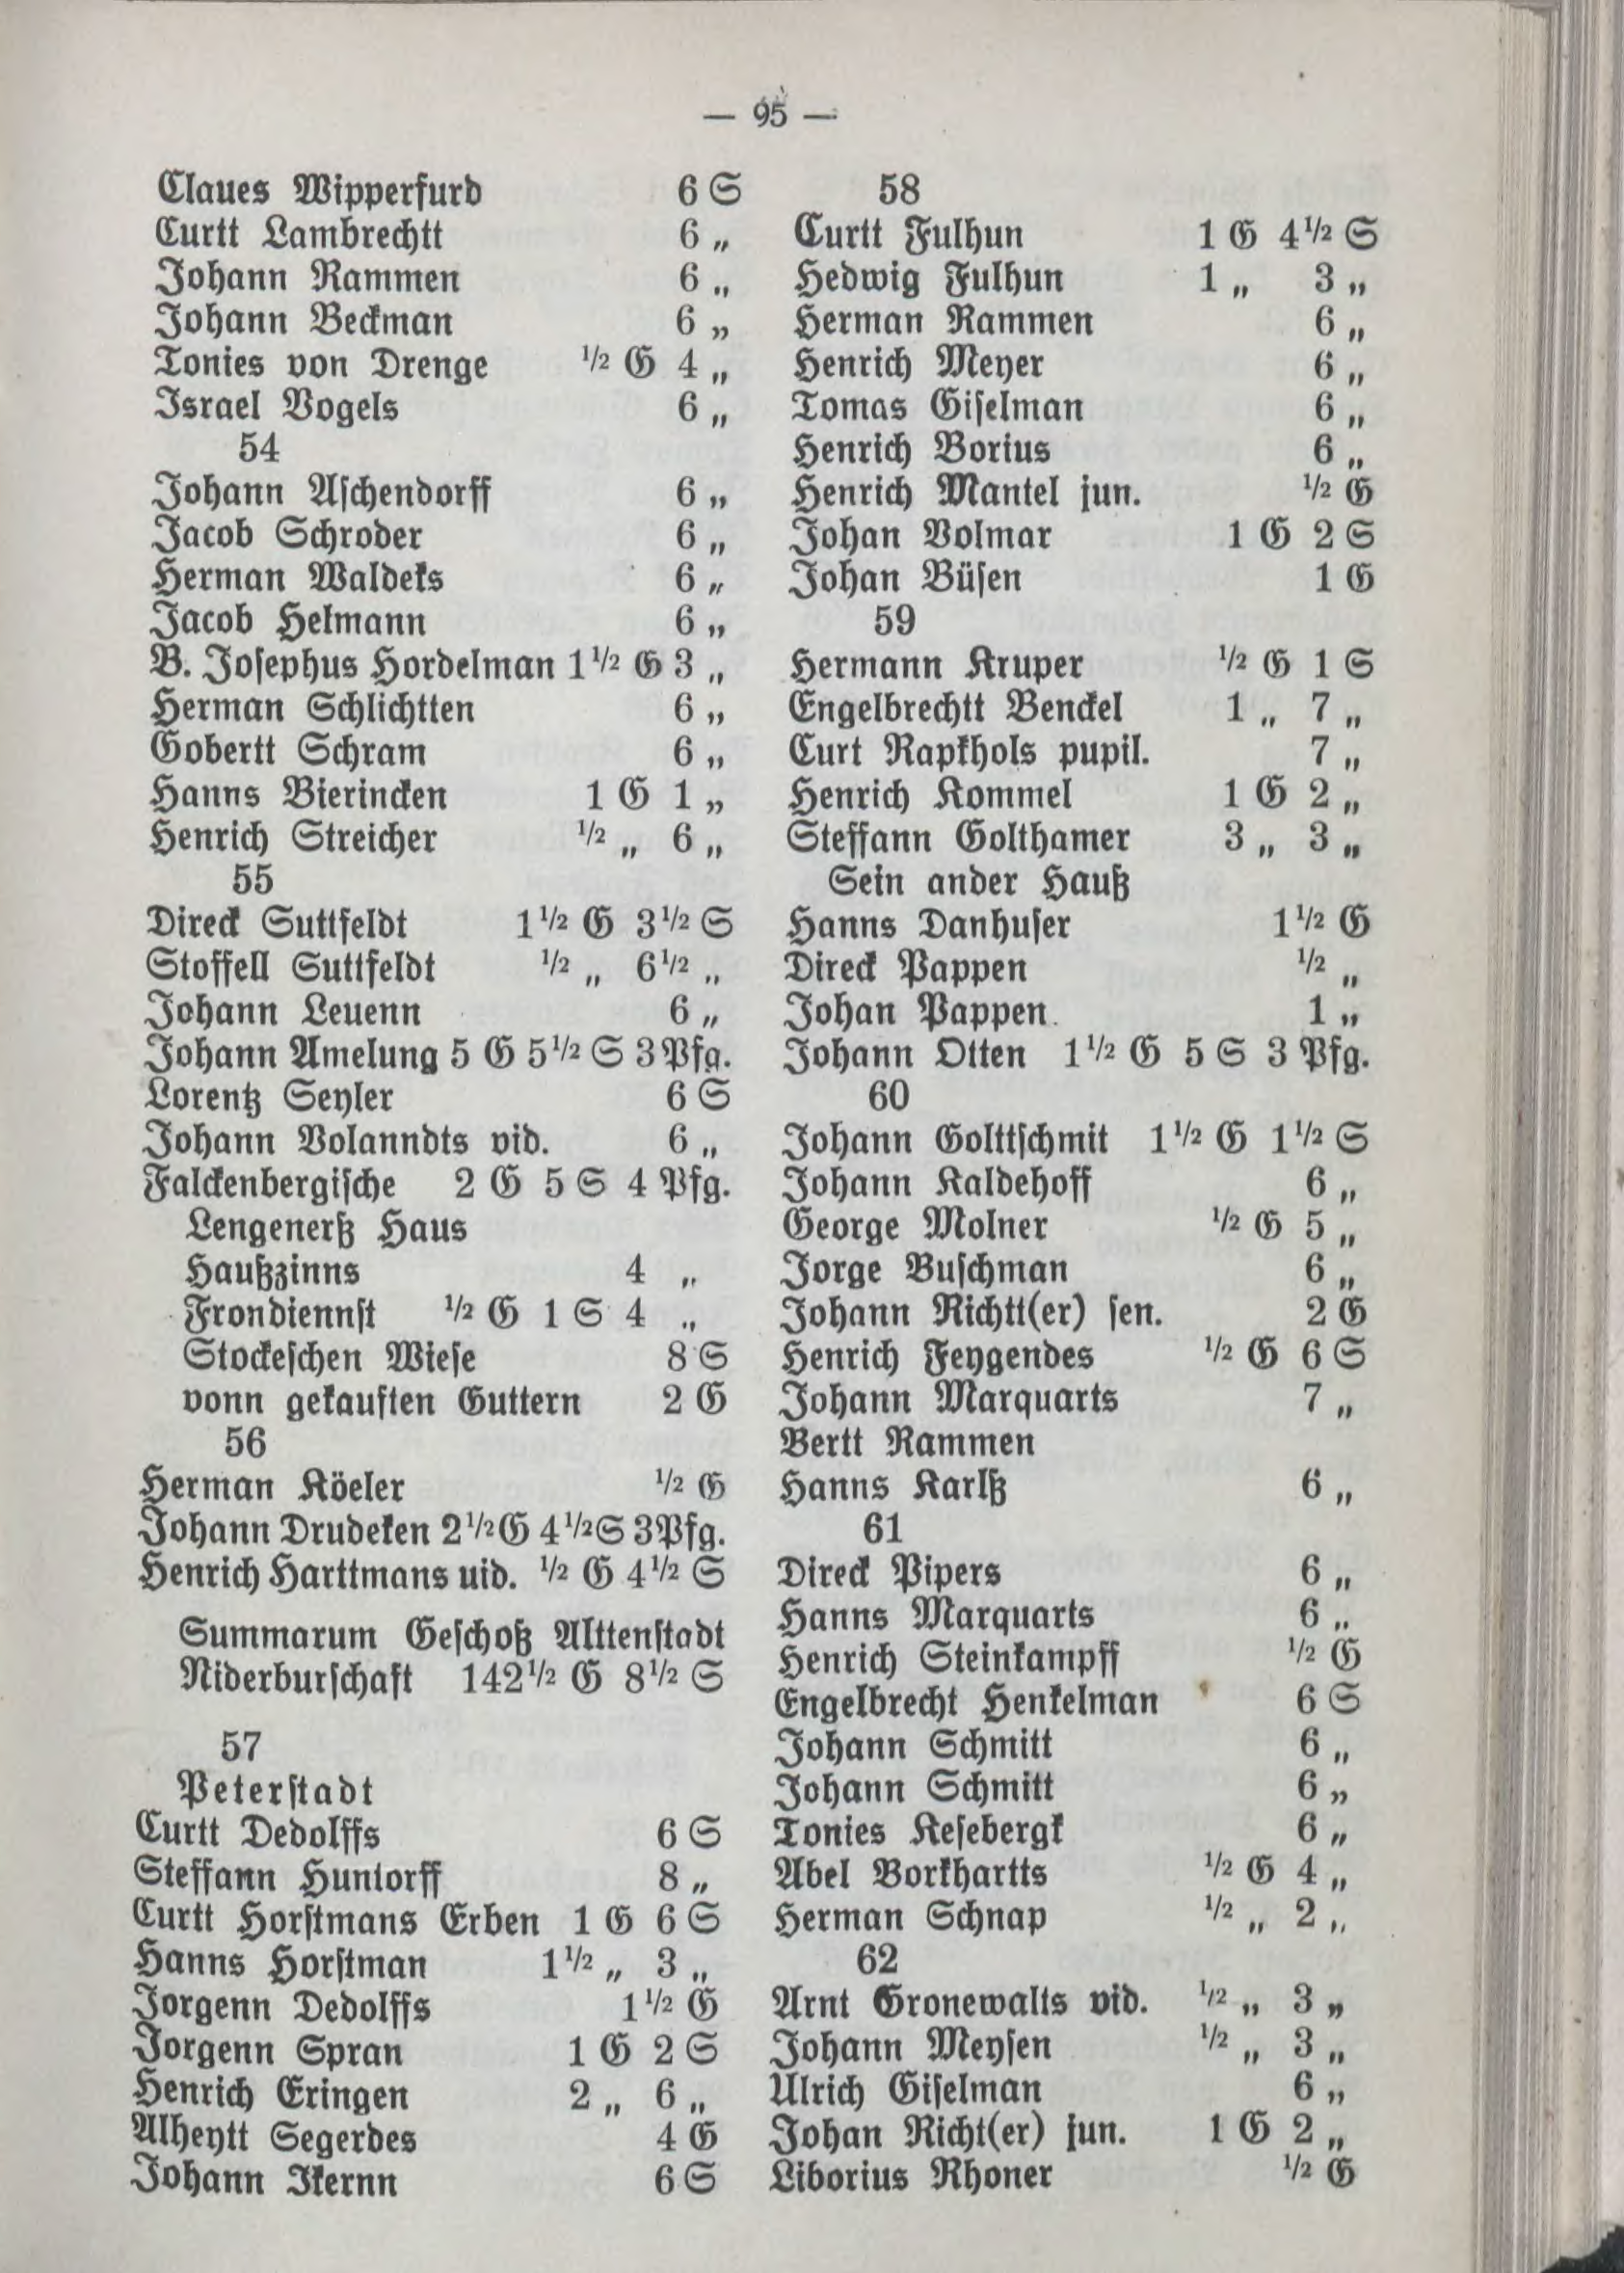 — 95 —
Claues Wipperfurd 6 S
Curtt Lambrechtt 6 „
Johann Rammen 6 „
Johann Beckman 6 „
Tonies von Drenge ½ G 4 „
Israel Vogels 6 „
54
Johann Aschendorff 6 „
Jacob Schroder 6 „
Herman Waldeks 6 „
Jacob Helmann 6 „
B. Josephus Hordelman 1½ G 3 „
Herman Schlichtten 6 „
Gobertt Schram 6 „
Hanns Bierincken 1 G 1 „
Henrich Streicher ½ „ 6 „
55
Direck Suttfeldt 1½ G 3½ S
Stoffell Suttfeldt ½ „ 6½ „
Johann Leuenn 6 „
Johann Amelung 5 G 5½ S 3 Pfg.
Lorentz Seyler 6 S
Johann Volanndts vid. 6 „
Falckenbergische 2 G 5 S 4 Pfg.
Lengenerß Haus
Haußzinns 4 „
Frondiennst ½ G 1 S 4 „
Stockeschen Wiese 8 S
vonn gekauften Guttern 2 G
56
Herman Köeler ½ G
Johann Drudeken 2½ G 4½ S 3 Pfg.
Henrich Harttmans uid. ½ G 4½ S
Summarum Geschoß Alttenstadt
Niderburschaft 142½ G 8½ S
57
Peterstadt
Curtt Dedolffs 6 S
Steffann Huntorff 8 „
Curtt Horstmans Erben 1 G 6 S
Hanns Horstman 1½ „ 3 „
Jorgenn Dedolffs 1½ G
Jorgenn Spran 1 G 2 S
Henrich Eringen 2 „ 6 „
Alheytt Segerdes 4 G
Johann Ikernn 6 S
58
Curtt Fulhun 1 G 4½ S
Hedwig Fulhun 1 „ 3 „
Herman Rammen 6 „
Henrich Meyer 6 „
Tomas Giselman 6 „
Henrich Borius 6 „
Henrich Mantel jun. ½ G
Johan Volmar 1 G 2 S
Johan Büsen 1 G
59
Hermann Kruper ½ G 1 S
Engelbrechtt Benckel 1 „ 7 „
Curt Rapkhols pupil. 7 „
Henrich Kommel 1 G 2 „
Steffann Golthamer 3 „ 3 „
Sein ander Hauß
Hanns Danhuser 1½ G
Direck Pappen ½ „
Johan Pappen 1 „
Johann Otten 1½ G 5 S 3 Pfg.
60
Johann Golttschmit 1½ G 1½ S
Johann Kaldehoff 6 „
George Molner ½ G 5 „
Jorge Buschman 6 „
Johann Richtt(er) sen. 2 G
Henrich Feygendes ½ G 6 S
Johann Marquarts 7 „
Bertt Rammen
Hanns Karlß 6 „
61
Direck Pipers 6 „
Hanns Marquarts 6 „
Henrich Steinkampff ½ G
Engelbrecht Henkelman 6 S
Johann Schmitt 6 „
Johann Schmitt 6 „
Tonies Kesebergk 6 „
Abel Borkhartts ½ G 4 „
Herman Schnap ½ „ 2 „
62
Arnt Gronewalts vid. ½ „ 3 „
Johann Meysen ½ „ 3 „
Ulrich Giselman 6 „
Johan Richt(er) jun. 1 G 2 „
Liborius Rhoner ½ G